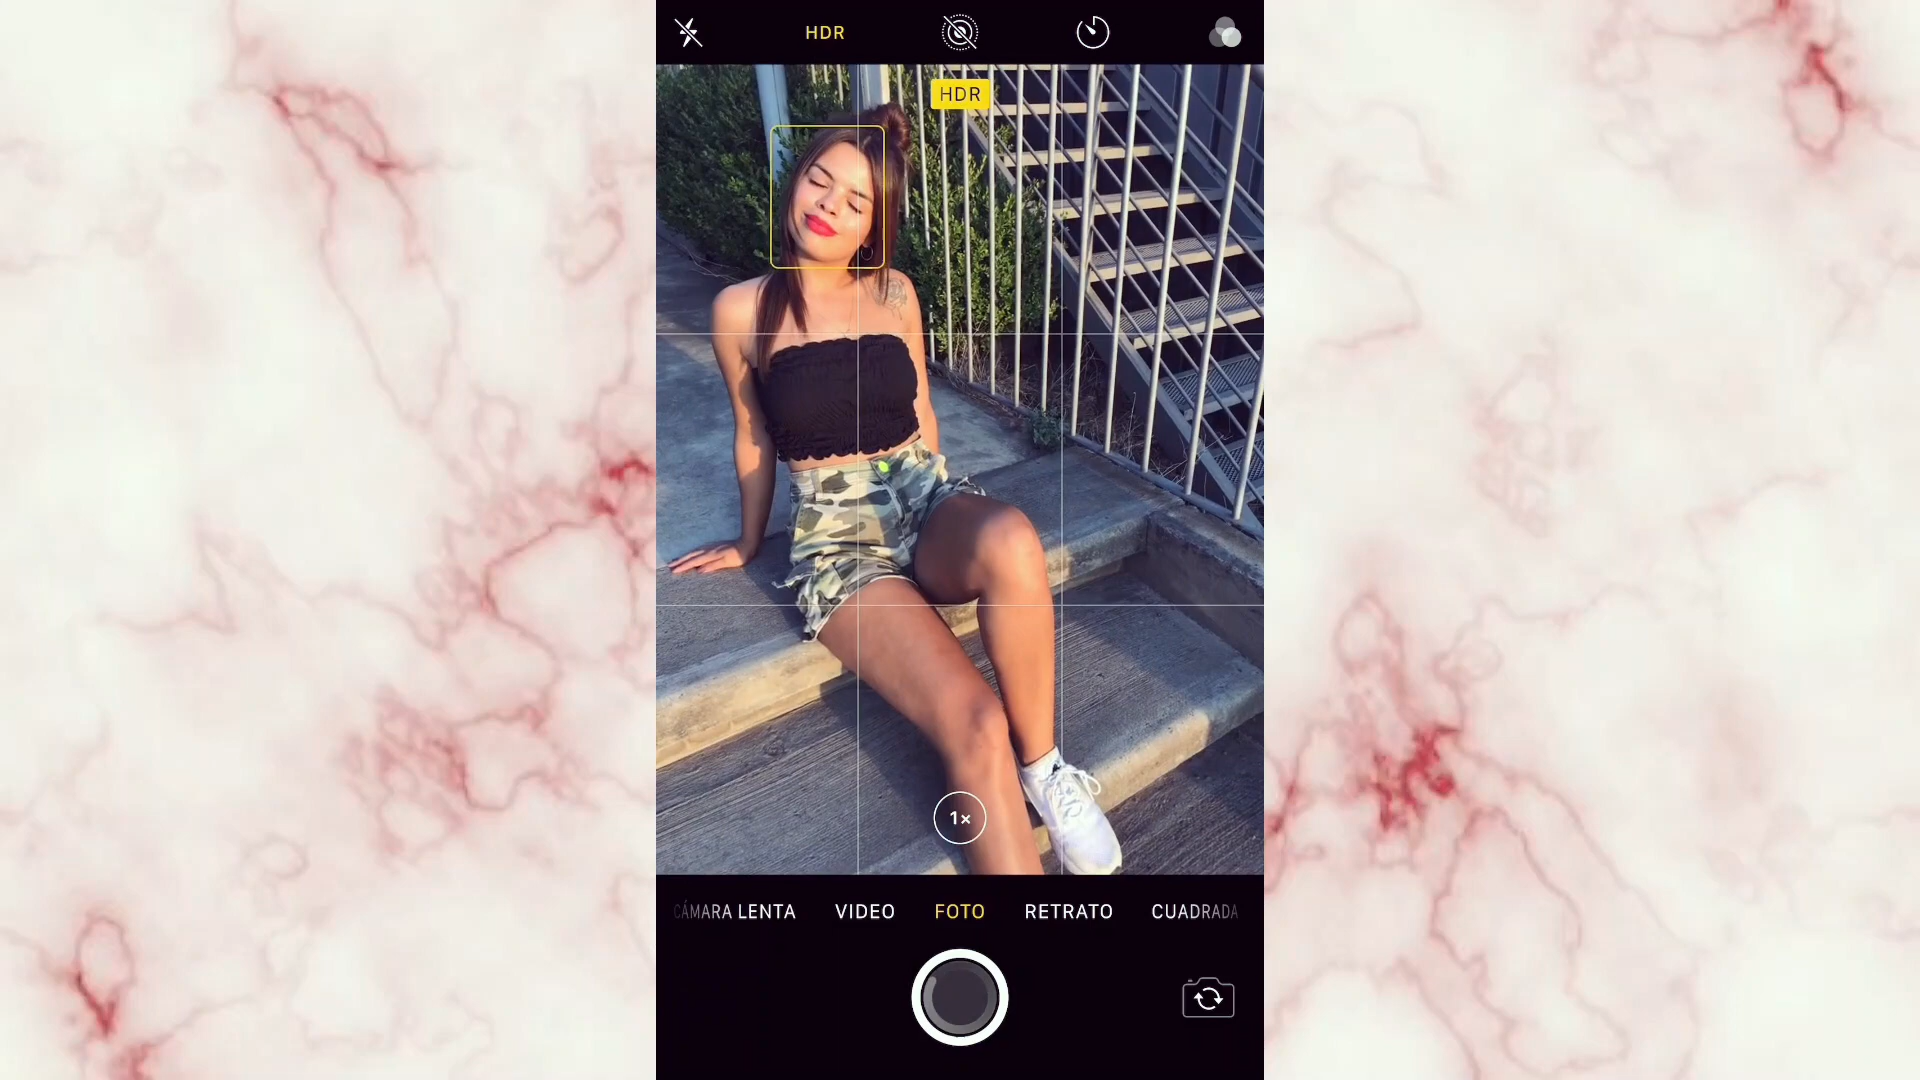 HDR
HDR
1×
CÁMARA LENTA VIDEO FOTO RETRATO CUADRADA